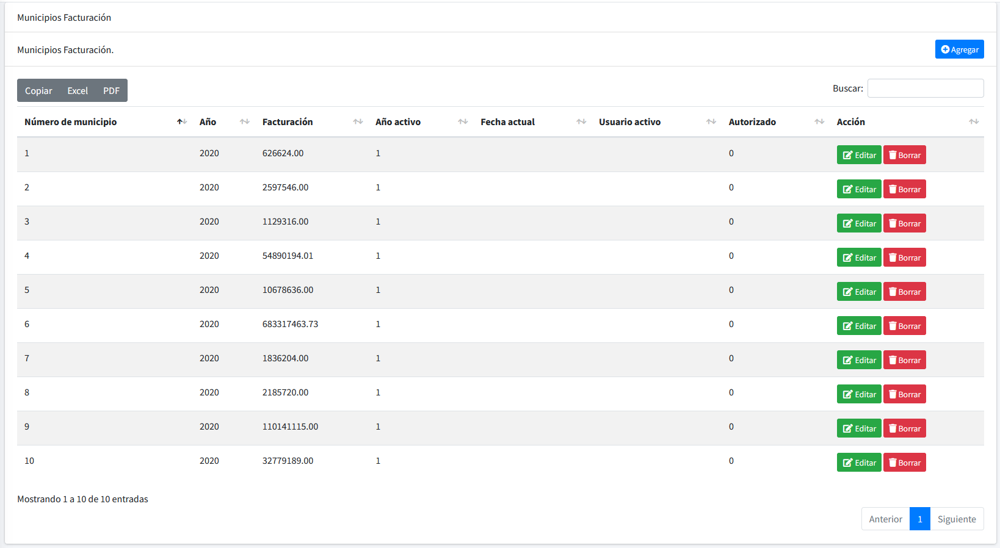 Municipios Facturación
Municipios Facturación.
Agregar
Copiar Excel PDF
Buscar:
Número de municipio Año Facturación Año activo Fecha actual Usuario activo Autorizado Acción
1 2020 626624.00 1 0 Editar Borrar
2 2020 2597546.00 1 0 Editar Borrar
3 2020 1129316.00 1 0 Editar Borrar
4 2020 54890194.01 1 0 Editar Borrar
5 2020 10678636.00 1 0 Editar Borrar
6 2020 683317463.73 1 0 Editar Borrar
7 2020 1836204.00 1 0 Editar Borrar
8 2020 2185720.00 1 0 Editar Borrar
9 2020 110141115.00 1 0 Editar Borrar
10 2020 32779189.00 1 0 Editar Borrar
Mostrando 1 a 10 de 10 entradas
Anterior 1 Siguiente